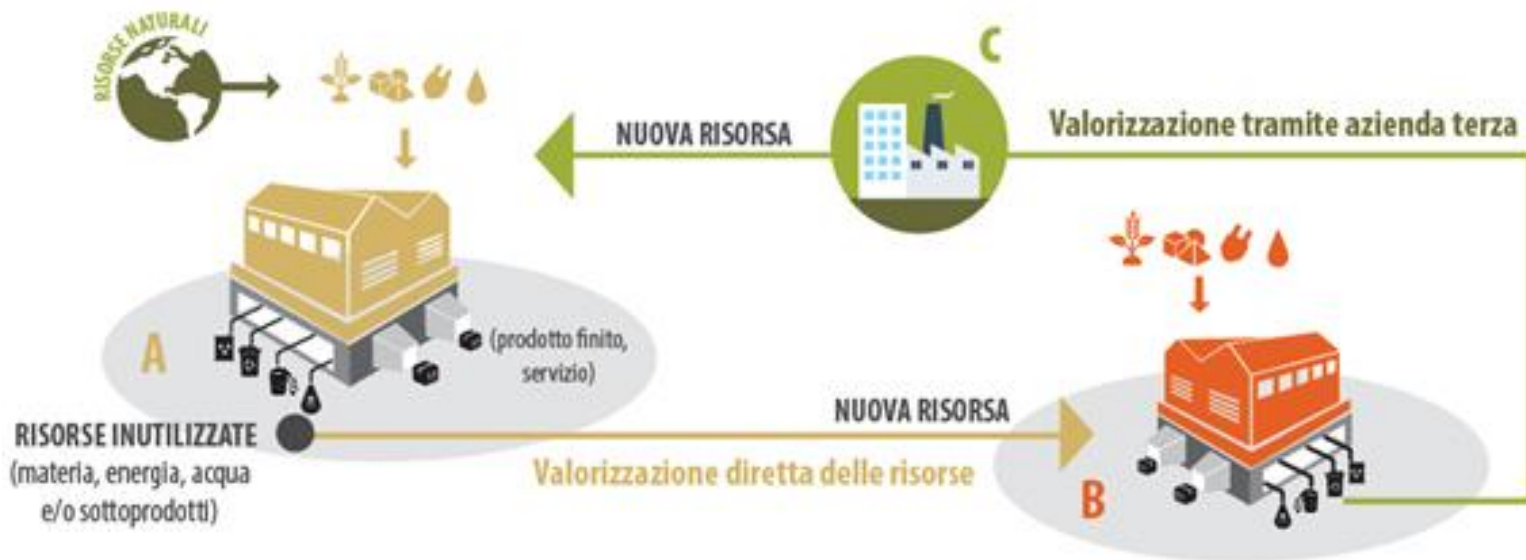 RISORSE NATURALI
C
NUOVA RISORSA
Valorizzazione tramite azienda terza
A
(prodotto finito,
servizio)
RISORSE INUTILIZZATE
(materia, energia, acqua
e/o sottoprodotti)
NUOVA RISORSA
Valorizzazione diretta delle risorse
B